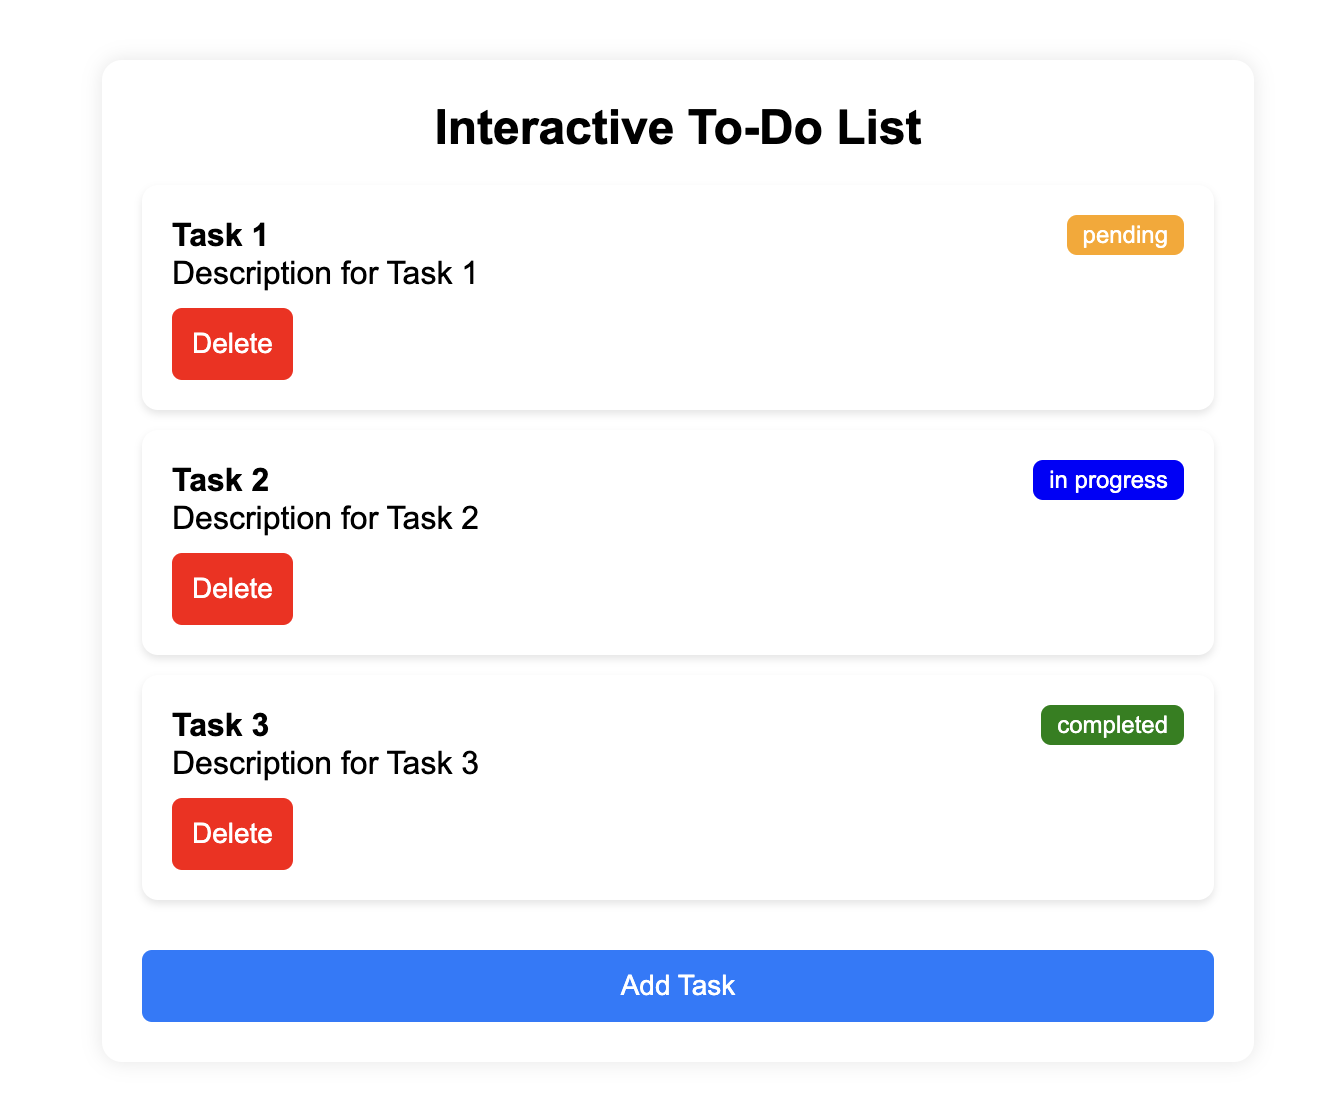 Interactive To-Do List
Task 1
pending
Description for Task 1
Delete
Task 2
in progress
Description for Task 2
Delete
Task 3
completed
Description for Task 3
Delete
Add Task